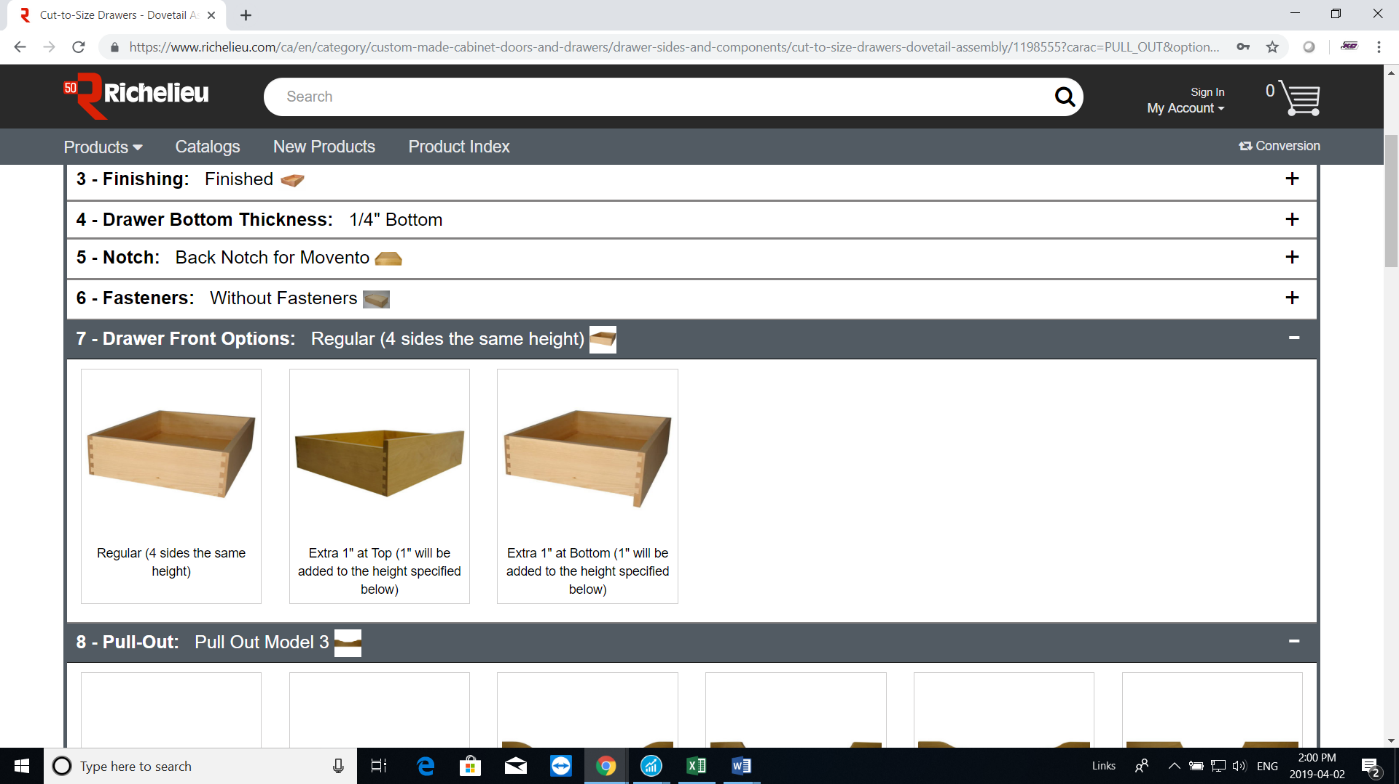 Cut-to-Size Drawers - Dovetail As
https://www.richelieu.com/ca/en/category/custom-made-cabinet-doors-and-drawers/drawer-sides-and-components/cut-to-size-drawers-dovetail-assembly/1198555?carac=PULL_OUT&option...
50 Richelieu
Search
Sign In
My Account
0
Products
Catalogs
New Products
Product Index
Conversion
3 - Finishing: Finished
4 - Drawer Bottom Thickness: 1/4" Bottom
5 - Notch: Back Notch for Movento
6 - Fasteners: Without Fasteners
7 - Drawer Front Options: Regular (4 sides the same height)
Regular (4 sides the same
height)
Extra 1" at Top (1" will be
added to the height specified
below)
Extra 1" at Bottom (1" will be
added to the height specified
below)
8 - Pull-Out: Pull Out Model 3
Type here to search
Links
ENG
2:00 PM
2019-04-02
2